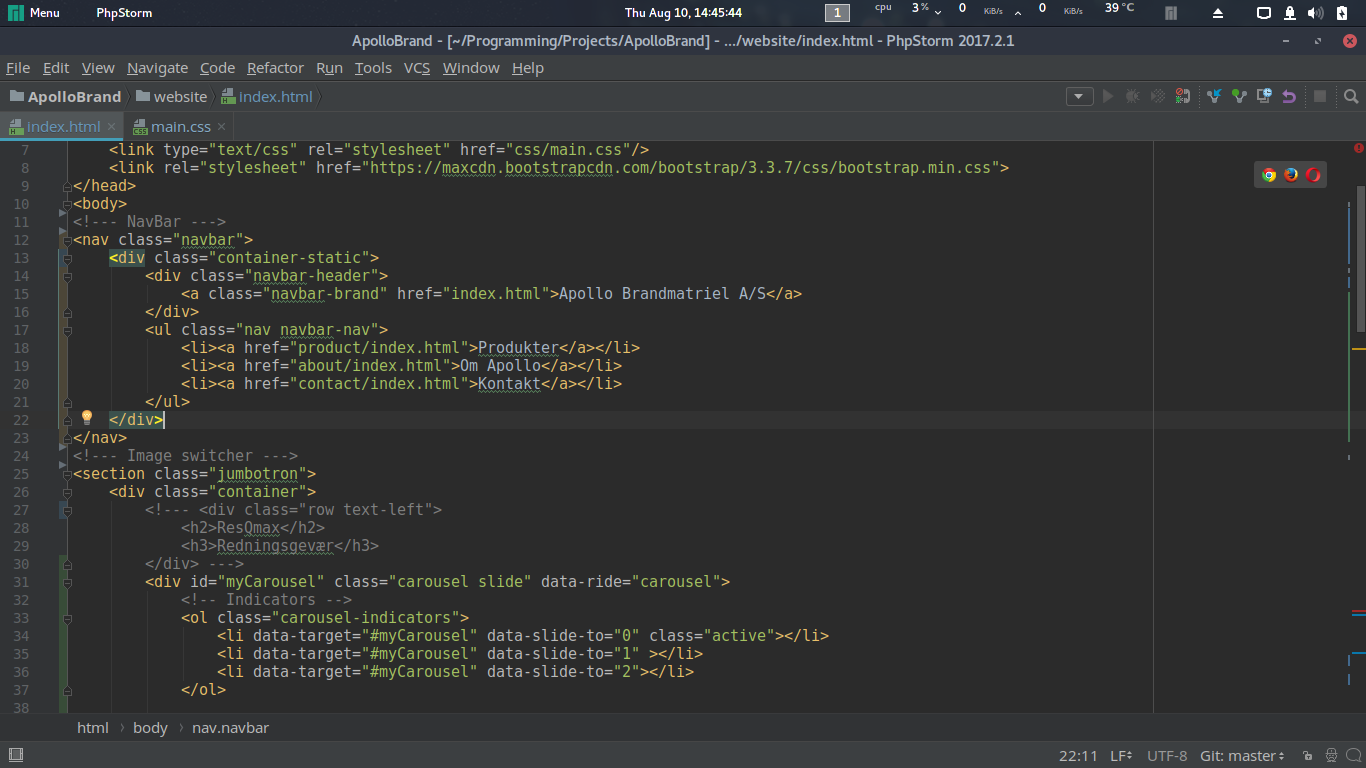 Menu PhpStorm Thu Aug 10, 14:45:44 1 cpu 3% 0 KiB/s 0 KiB/s 39 °C
ApolloBrand - [~/Programming/Projects/ApolloBrand] - .../website/index.html - PhpStorm 2017.2.1
File Edit View Navigate Code Refactor Run Tools VCS Window Help
ApolloBrand website index.html
index.html × main.css ×
7 <link type="text/css" rel="stylesheet" href="css/main.css"/>
8 <link rel="stylesheet" href="https://maxcdn.bootstrapcdn.com/bootstrap/3.3.7/css/bootstrap.min.css">
9 </head>
10 <body>
11 <!--- NavBar --->
12 <nav class="navbar">
13 <div class="container-static">
14 <div class="navbar-header">
15 <a class="navbar-brand" href="index.html">Apollo Brandmatriel A/S</a>
16 </div>
17 <ul class="nav navbar-nav">
18 <li><a href="product/index.html">Produkter</a></li>
19 <li><a href="about/index.html">Om Apollo</a></li>
20 <li><a href="contact/index.html">Kontakt</a></li>
21 </ul>
22 </div>
23 </nav>
24 <!--- Image switcher --->
25 <section class="jumbotron">
26 <div class="container">
27 <!--- <div class="row text-left">
28 <h2>ResQmax</h2>
29 <h3>Redningsgevær</h3>
30 </div> --->
31 <div id="myCarousel" class="carousel slide" data-ride="carousel">
32 <!-- Indicators -->
33 <ol class="carousel-indicators">
34 <li data-target="#myCarousel" data-slide-to="0" class="active"></li>
35 <li data-target="#myCarousel" data-slide-to="1" ></li>
36 <li data-target="#myCarousel" data-slide-to="2"></li>
37 </ol>
38
html body nav.navbar
22:11 LF UTF-8 Git: master